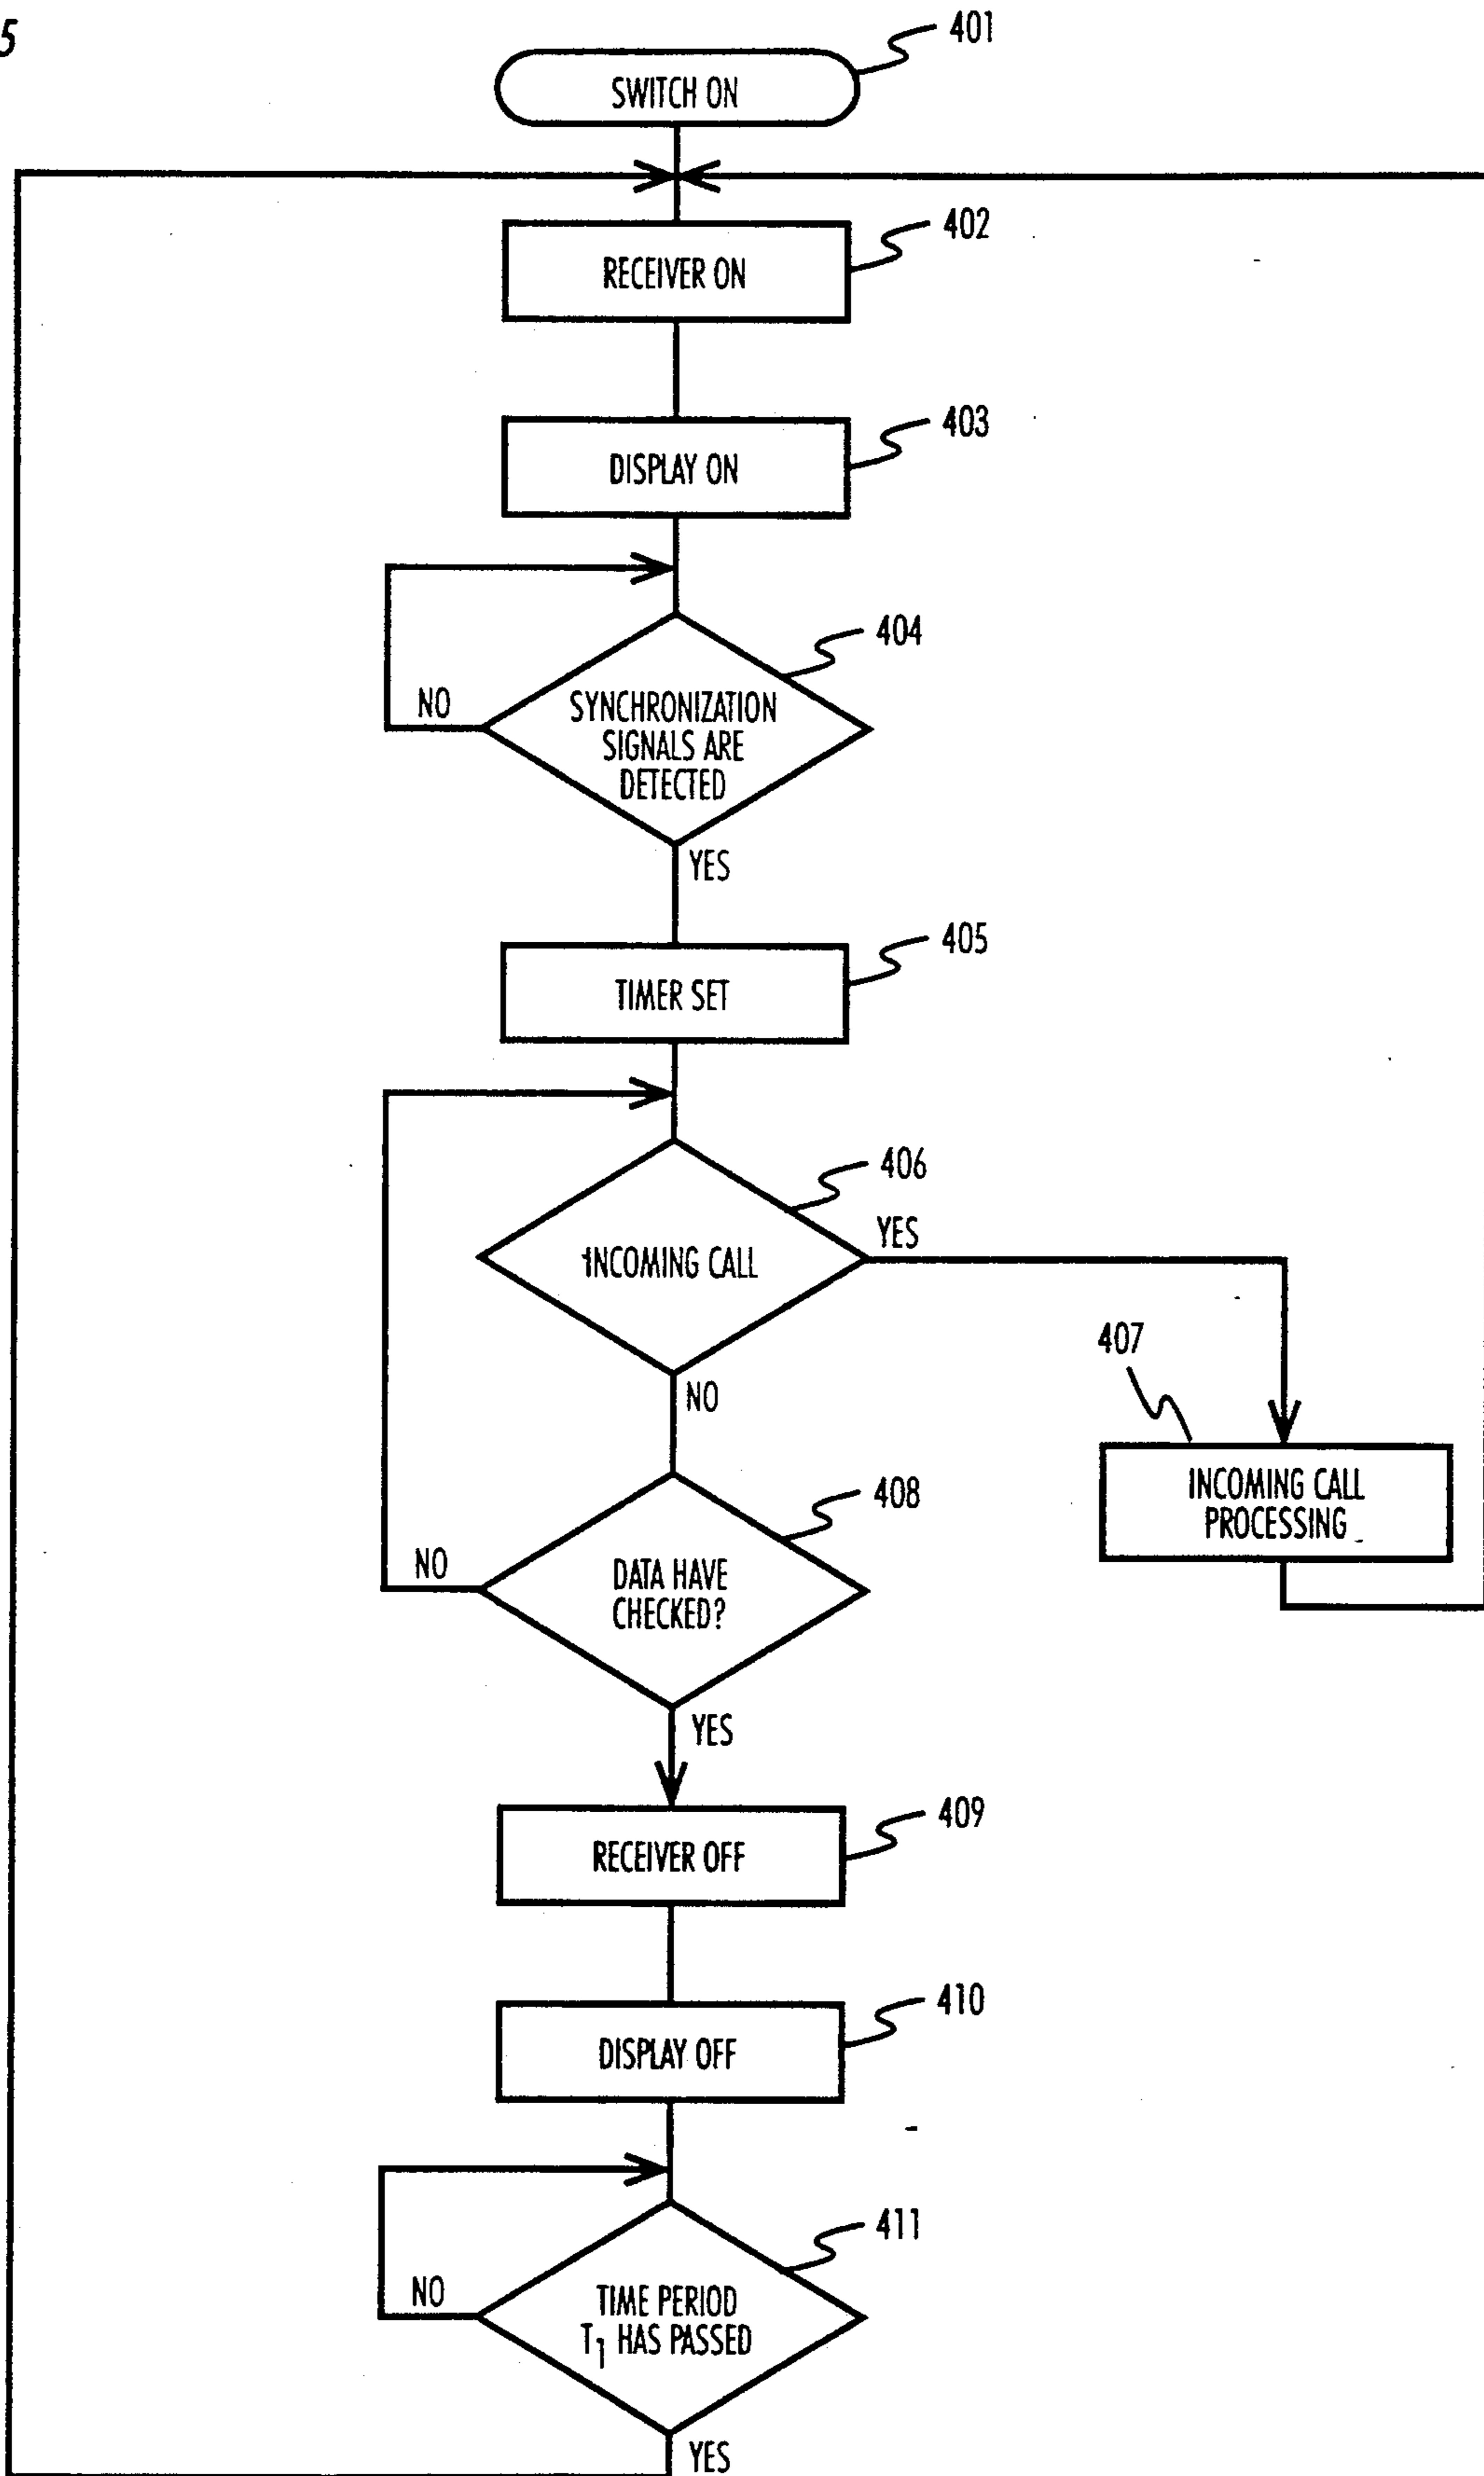 5
401
SWITCH ON
402
RECEIVER ON
403
DISPLAY ON
404
NO
SYNCHRONIZATION
SIGNALS ARE
DETECTED
YES
405
TIMER SET
406
YES
INCOMING CALL
407
NO
INCOMING CALL
PROCESSING
408
NO
DATA HAVE
CHECKED?
YES
409
RECEIVER OFF
410
DISPLAY OFF
411
NO
TIME PERIOD
T1 HAS PASSED
YES